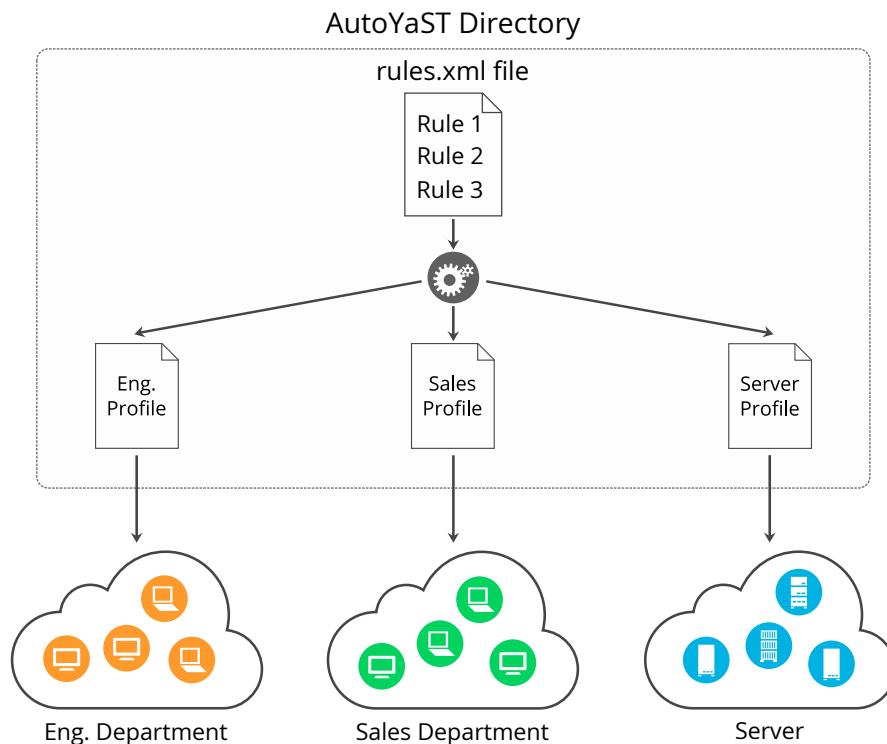 AutoYaST Directory
rules.xml file
Rule 1
Rule 2
Rule 3
Eng.
Profile
Sales
Profile
Server
Profile
Eng. Department
Sales Department
Server